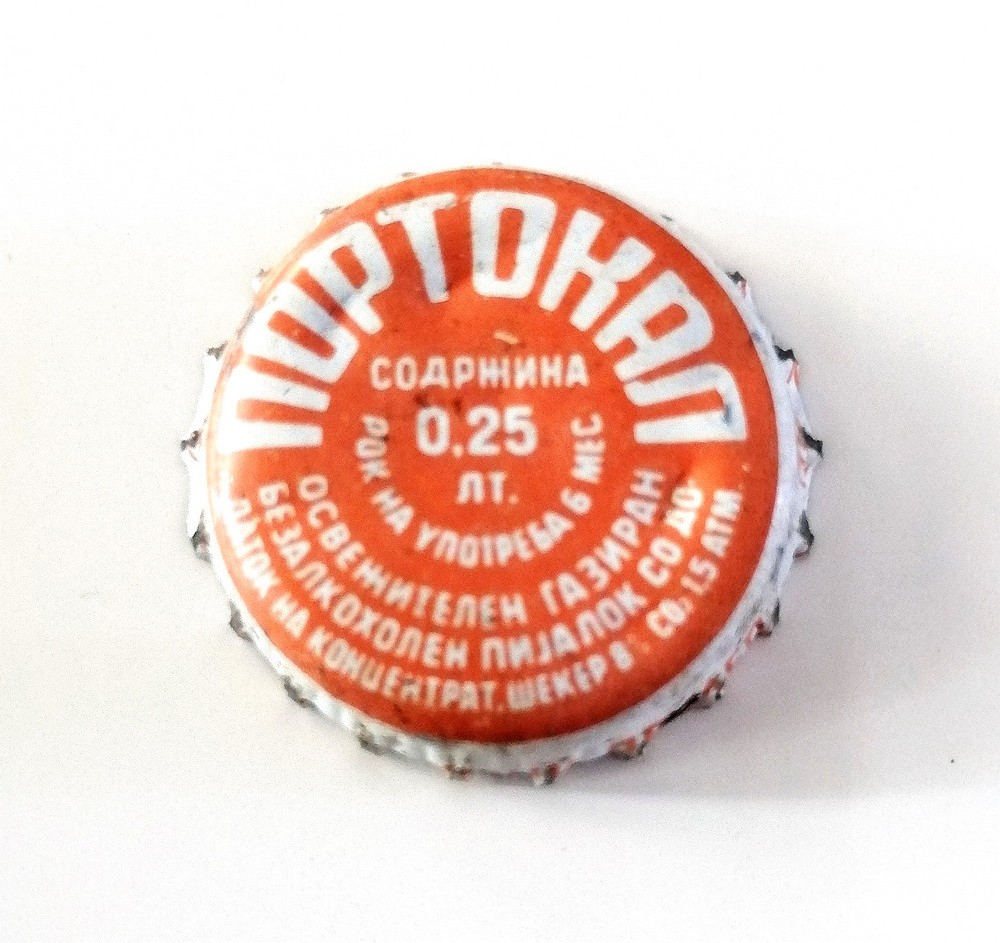 ПОРТОКАЛ
СОДРЖИНА
0.25
ЛТ.
РОК НА УПОТРЕБА 6 МЕС
ОСВЕЖИТЕЛЕН ГАЗИРАН
БЕЗАЛКОХОЛЕН ПИЈАЛОК СО ДО-
ДАТОК НА КОНЦЕНТРАТ. ШЕКЕР 8° CO₂ 1.5 АТМ